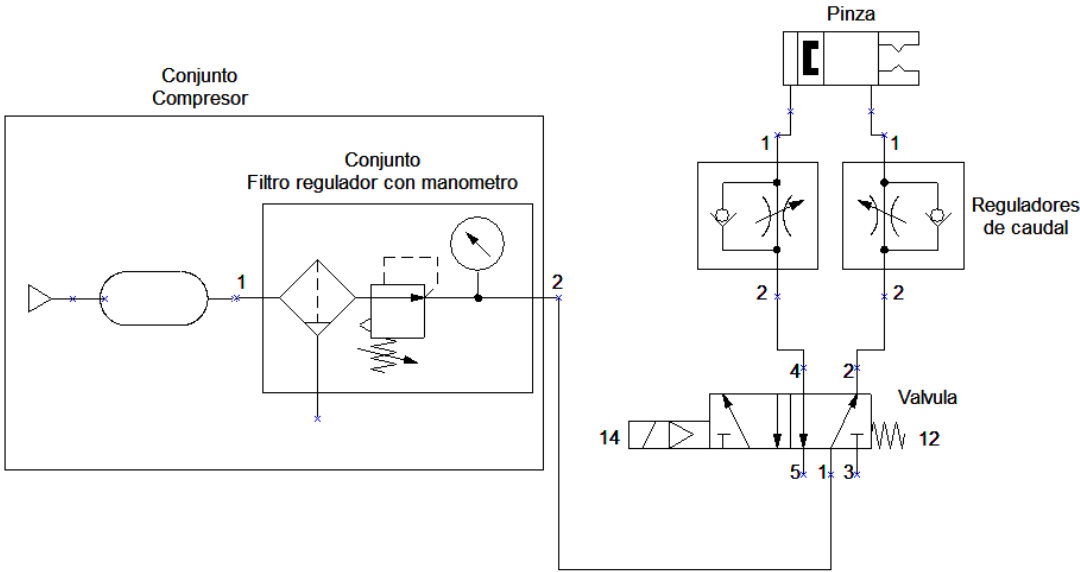 Pinza
Conjunto
Compresor
Conjunto
Filtro regulador con manometro
1
1
Reguladores
de caudal
1
2
2
2
4
2
Valvula
14
12
5
1
3